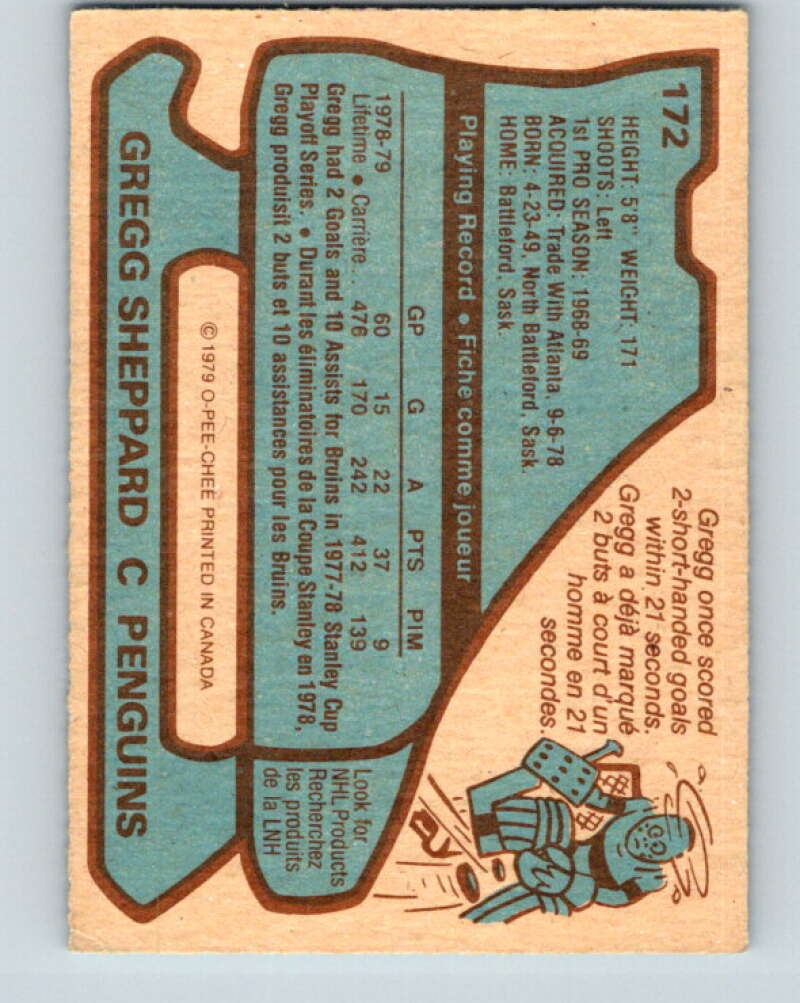 172
HEIGHT: 5'8" WEIGHT: 171
SHOOTS: Left
1st PRO SEASON: 1968-69
ACQUIRED: Trade With Atlanta, 9-6-78
BORN: 4-23-49, North Battleford, Sask.
HOME: Battleford, Sask.
Gregg once scored
2-short-handed goals
within 21 seconds.
Gregg a déjà marqué
2 buts à court d'un
homme en 21
secondes.
Playing Record • Fiche comme joueur
GP G A PTS PIM
1978-79 60 15 22 37 9
Lifetime • Carrière... 476 170 242 412 139
Gregg had 2 Goals and 10 Assists for Bruins in 1977-78 Stanley Cup
Playoff Series. • Durant les éliminatoires de la Coupe Stanley en 1978,
Gregg produisit 2 buts et 10 assistances pour les Bruins.
Look for
NHL Products
Recherchez
les produits
de la LNH
© 1979 O-PEE-CHEE PRINTED IN CANADA
GREGG SHEPPARD C PENGUINS